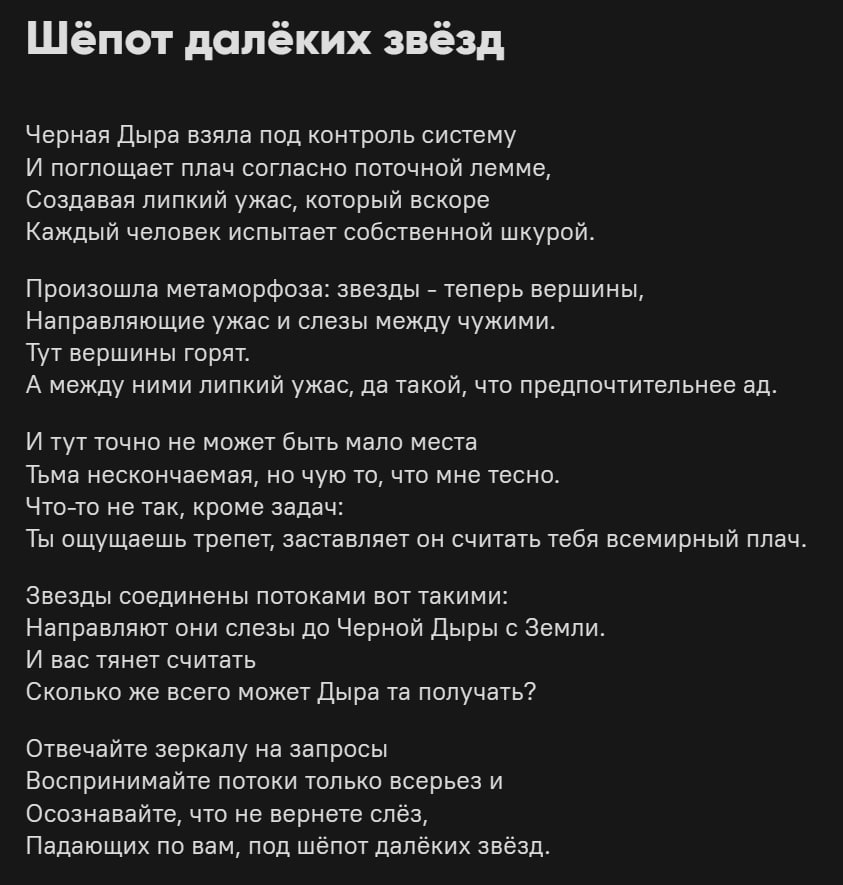 Шёпот далёких звёзд
Черная Дыра взяла под контроль систему
И поглощает плач согласно поточной лемме,
Создавая липкий ужас, который вскоре
Каждый человек испытает собственной шкурой.
Произошла метаморфоза: звезды - теперь вершины,
Направляющие ужас и слезы между чужими.
Тут вершины горят.
А между ними липкий ужас, да такой, что предпочтительнее ад.
И тут точно не может быть мало места
Тьма нескончаемая, но чую то, что мне тесно.
Что-то не так, кроме задач:
Ты ощущаешь трепет, заставляет он считать тебя всемирный плач.
Звезды соединены потоками вот такими:
Направляют они слезы до Черной Дыры с Земли.
И вас тянет считать
Сколько же всего может Дыра та получать?
Отвечайте зеркалу на запросы
Воспринимайте потоки только всерьез и
Осознавайте, что не вернете слёз,
Падающих по вам, под шёпот далёких звёзд.